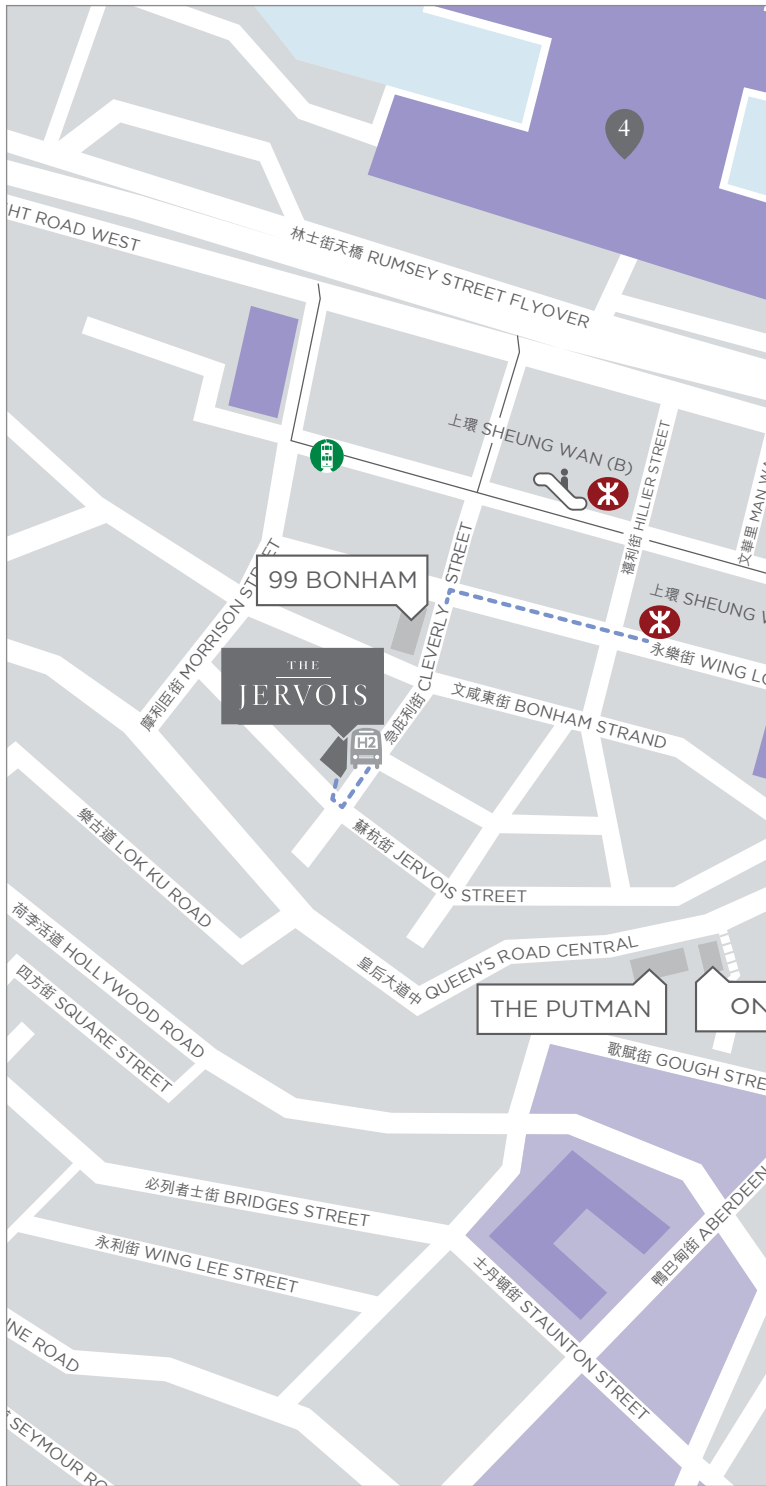 4
HT ROAD WEST
林士街天橋 RUMSEY STREET FLYOVER
上環 SHEUNG WAN (B)
禧利街 HILLIER STREET
文華里 MAN WA
99 BONHAM
摩利臣街 MORRISON STREET
急庇利街 CLEVERLY STREET
上環 SHEUNG W
永樂街 WING LO
THE
JERVOIS
文咸東街 BONHAM STRAND
H2
蘇杭街 JERVOIS STREET
樂古道 LOK KU ROAD
荷李活道 HOLLYWOOD ROAD
四方街 SQUARE STREET
皇后大道中 QUEEN'S ROAD CENTRAL
THE PUTMAN
ON
歌賦街 GOUGH STRE
必列者士街 BRIDGES STREET
永利街 WING LEE STREET
鴨巴甸街 ABERDEEN
士丹頓街 STAUNTON STREET
INE ROAD
SEYMOUR RO